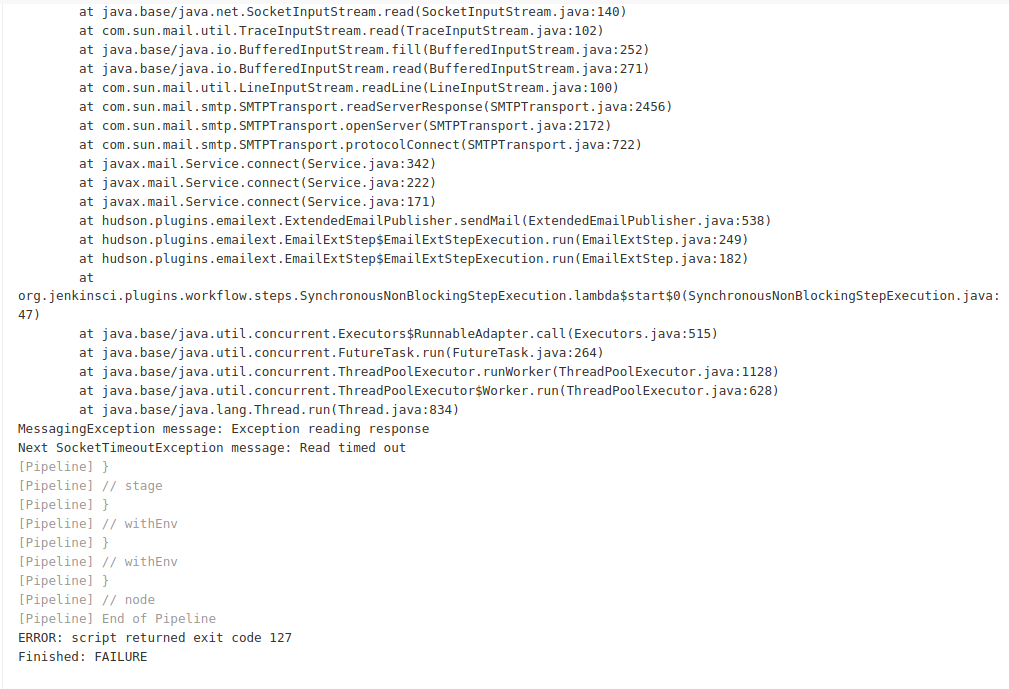 at java.base/java.net.SocketInputStream.read(SocketInputStream.java:140)
at com.sun.mail.util.TraceInputStream.read(TraceInputStream.java:102)
at java.base/java.io.BufferedInputStream.fill(BufferedInputStream.java:252)
at java.base/java.io.BufferedInputStream.read(BufferedInputStream.java:271)
at com.sun.mail.util.LineInputStream.readLine(LineInputStream.java:100)
at com.sun.mail.smtp.SMTPTransport.readServerResponse(SMTPTransport.java:2456)
at com.sun.mail.smtp.SMTPTransport.openServer(SMTPTransport.java:2172)
at com.sun.mail.smtp.SMTPTransport.protocolConnect(SMTPTransport.java:722)
at javax.mail.Service.connect(Service.java:342)
at javax.mail.Service.connect(Service.java:222)
at javax.mail.Service.connect(Service.java:171)
at hudson.plugins.emailext.ExtendedEmailPublisher.sendMail(ExtendedEmailPublisher.java:538)
at hudson.plugins.emailext.EmailExtStep$EmailExtStepExecution.run(EmailExtStep.java:249)
at hudson.plugins.emailext.EmailExtStep$EmailExtStepExecution.run(EmailExtStep.java:182)
at
org.jenkinsci.plugins.workflow.steps.SynchronousNonBlockingStepExecution.lambda$start$0(SynchronousNonBlockingStepExecution.java:
47)
at java.base/java.util.concurrent.Executors$RunnableAdapter.call(Executors.java:515)
at java.base/java.util.concurrent.FutureTask.run(FutureTask.java:264)
at java.base/java.util.concurrent.ThreadPoolExecutor.runWorker(ThreadPoolExecutor.java:1128)
at java.base/java.util.concurrent.ThreadPoolExecutor$Worker.run(ThreadPoolExecutor.java:628)
at java.base/java.lang.Thread.run(Thread.java:834)
MessagingException message: Exception reading response
Next SocketTimeoutException message: Read timed out
[Pipeline] }
[Pipeline] // stage
[Pipeline] }
[Pipeline] // withEnv
[Pipeline] }
[Pipeline] // withEnv
[Pipeline] }
[Pipeline] // node
[Pipeline] End of Pipeline
ERROR: script returned exit code 127
Finished: FAILURE